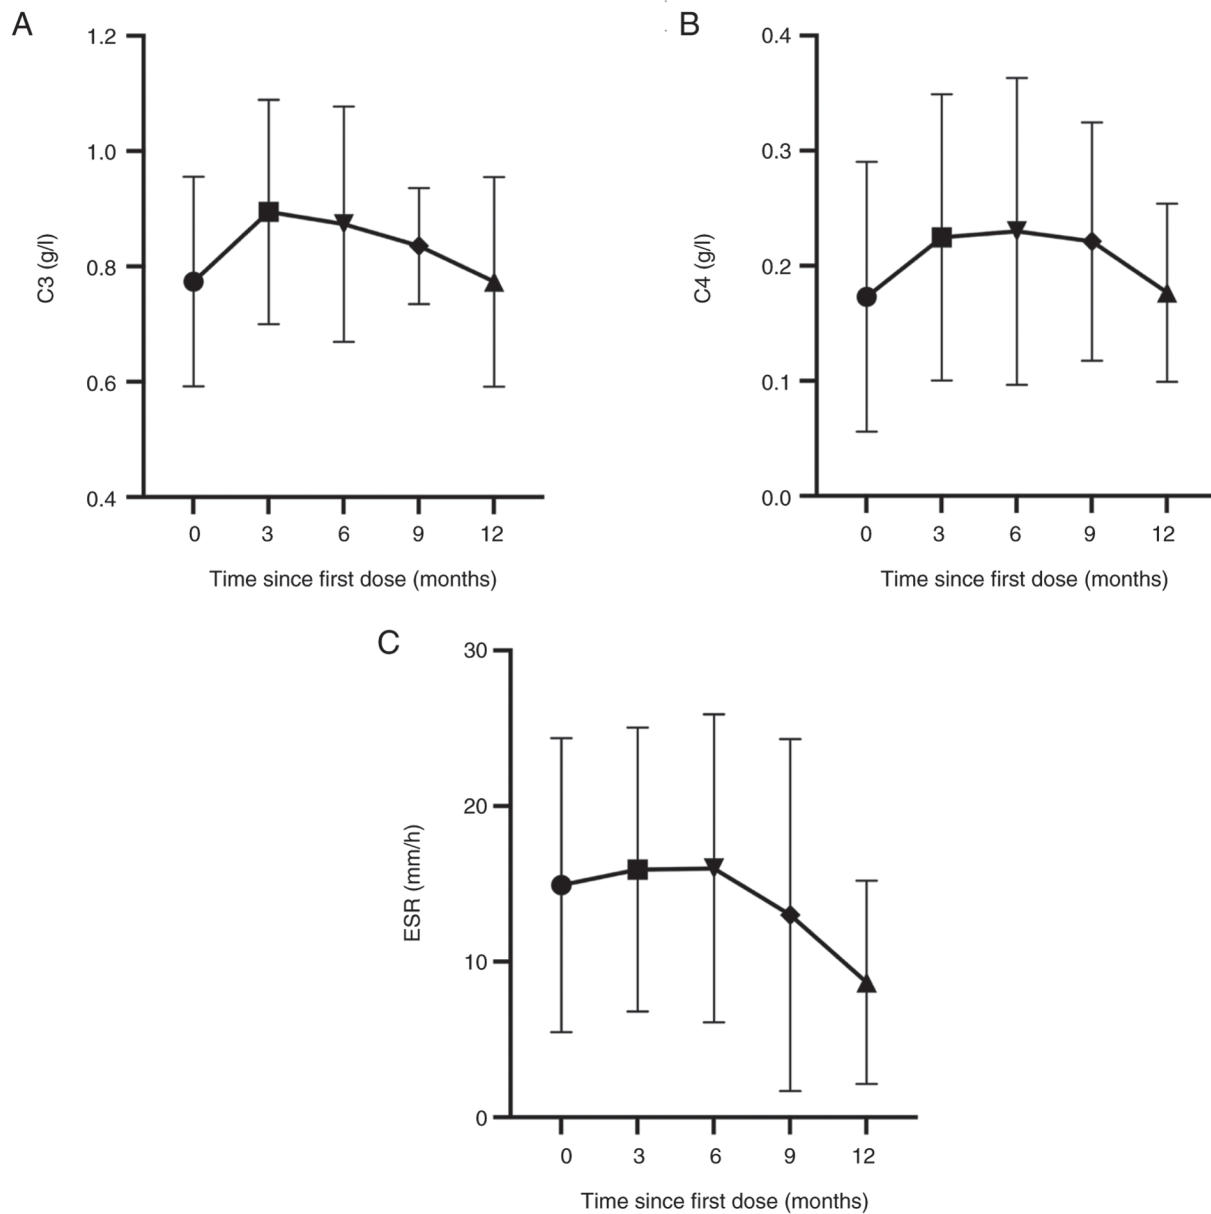 A
1.2
1.0
0.8
0.6
0.4
C3 (g/l)
0 3 6 9 12
Time since first dose (months)
B
0.4
0.3
0.2
0.1
0.0
C4 (g/l)
0 3 6 9 12
Time since first dose (months)
C
30
20
10
0
ESR (mm/h)
0 3 6 9 12
Time since first dose (months)